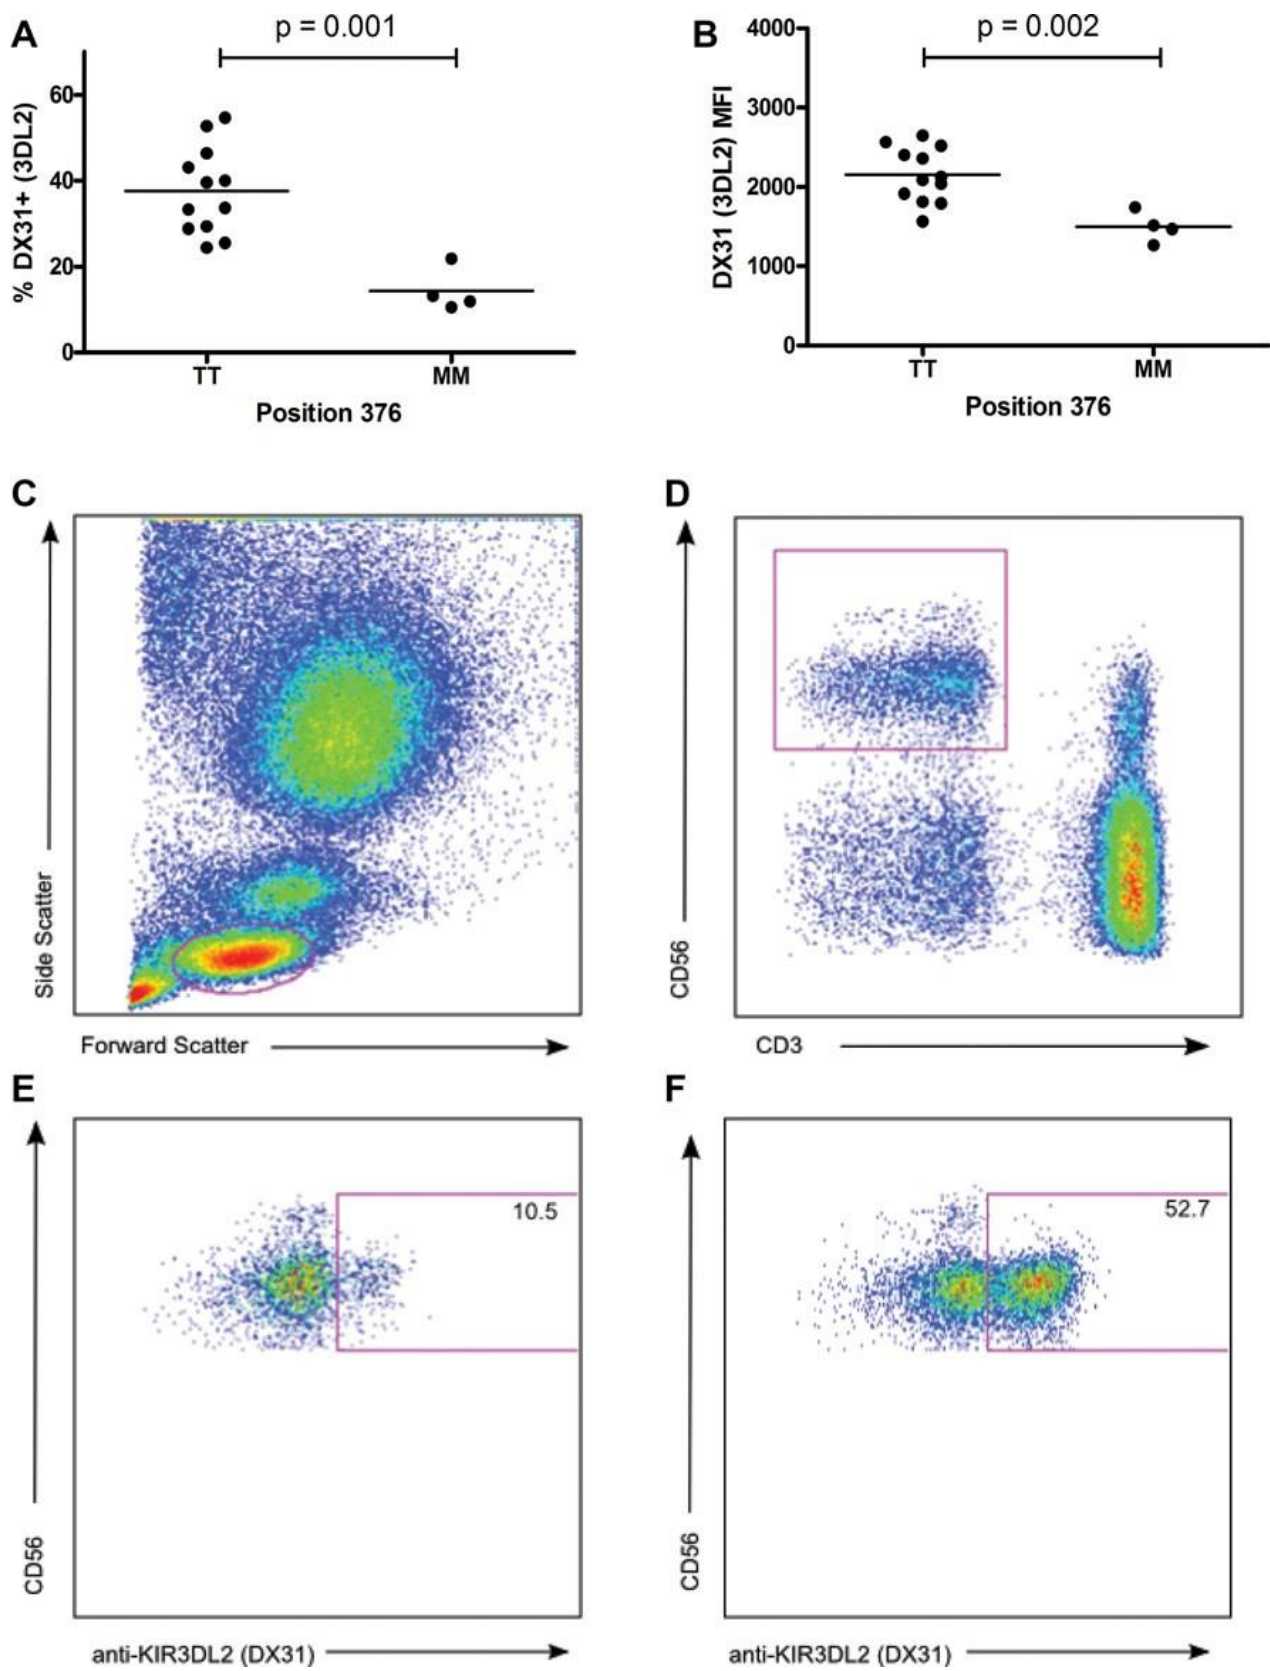 A
p = 0.001
% DX31+ (3DL2)
60
40
20
0
TT
MM
Position 376
B
p = 0.002
DX31 (3DL2) MFI
4000
3000
2000
1000
0
TT
MM
Position 376
C
Side Scatter
Forward Scatter
D
CD56
CD3
E
10.5
CD56
anti-KIR3DL2 (DX31)
F
52.7
CD56
anti-KIR3DL2 (DX31)